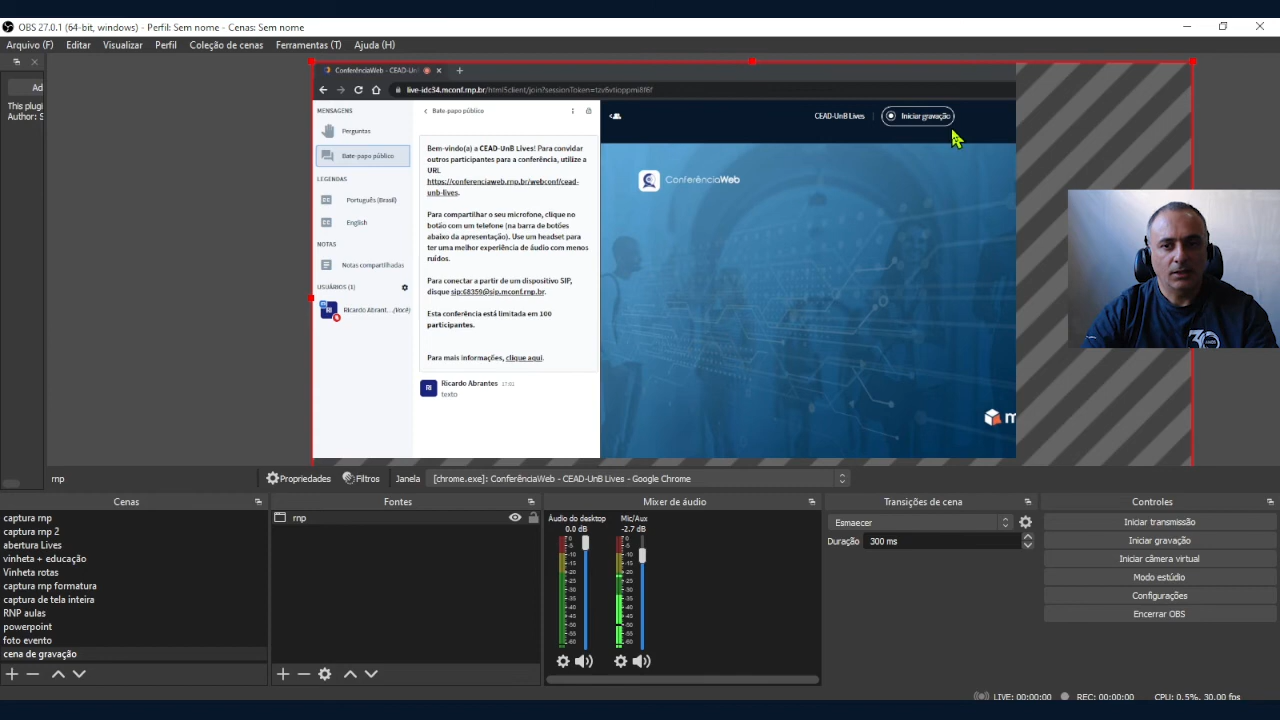 OBS 27.0.1 (64-bit, windows) - Perfil: Sem nome - Cenas: Sem nome
Arquivo (F) Editar Visualizar Perfil Coleção de cenas Ferramentas (T) Ajuda (H)
Ad
This plugi
Author: S
ConferênciaWeb - CEAD-Un
MENSAGENS
Perguntas
Bate-papo público
LEGENDAS
Português (Brasil)
English
NOTAS
Notas compartilhadas
USUÁRIOS (1)
RI
Ricardo Abrant... (Você)
Bate-papo público
Bem-vindo(a) a CEAD-UnB Lives! Para convidar
outros participantes para a conferência, utilize a
URL
https://conferenciaweb.rnp.br/webconf/cead-
unb-lives.
Para compartilhar o seu microfone, clique no
botão com um telefone (na barra de botões
abaixo da apresentação). Use um headset para
ter uma melhor experiência de áudio com menos
ruídos.
Para conectar a partir de um dispositivo SIP,
disque sip:68359@sip.mconf.rnp.br.
Esta conferência está limitada em 100
participantes.
Para mais informações, clique aqui.
RI
Ricardo Abrantes 17:02
texto
CEAD-UnB Lives
Iniciar gravação
ConferênciaWeb
m
30 ANOS
rnp
Propriedades
Filtros
Janela
[chrome.exe]: ConferênciaWeb - CEAD-UnB Lives - Google Chrome
Cenas
captura rnp
captura rnp 2
abertura Lives
vinheta + educação
Vinheta rotas
captura rnp formatura
captura de tela inteira
RNP aulas
powerpoint
foto evento
cena de gravação
Fontes
rnp
Mixer de áudio
Áudio do desktop
0.0 dB
Mic/Aux
-2.7 dB
Transições de cena
Esmaecer
Duração 300 ms
Controles
Iniciar transmissão
Iniciar gravação
Iniciar câmera virtual
Modo estúdio
Configurações
Encerrar OBS
LIVE: 00:00:00 REC: 00:00:00 CPU: 0.5%, 30.00 fps